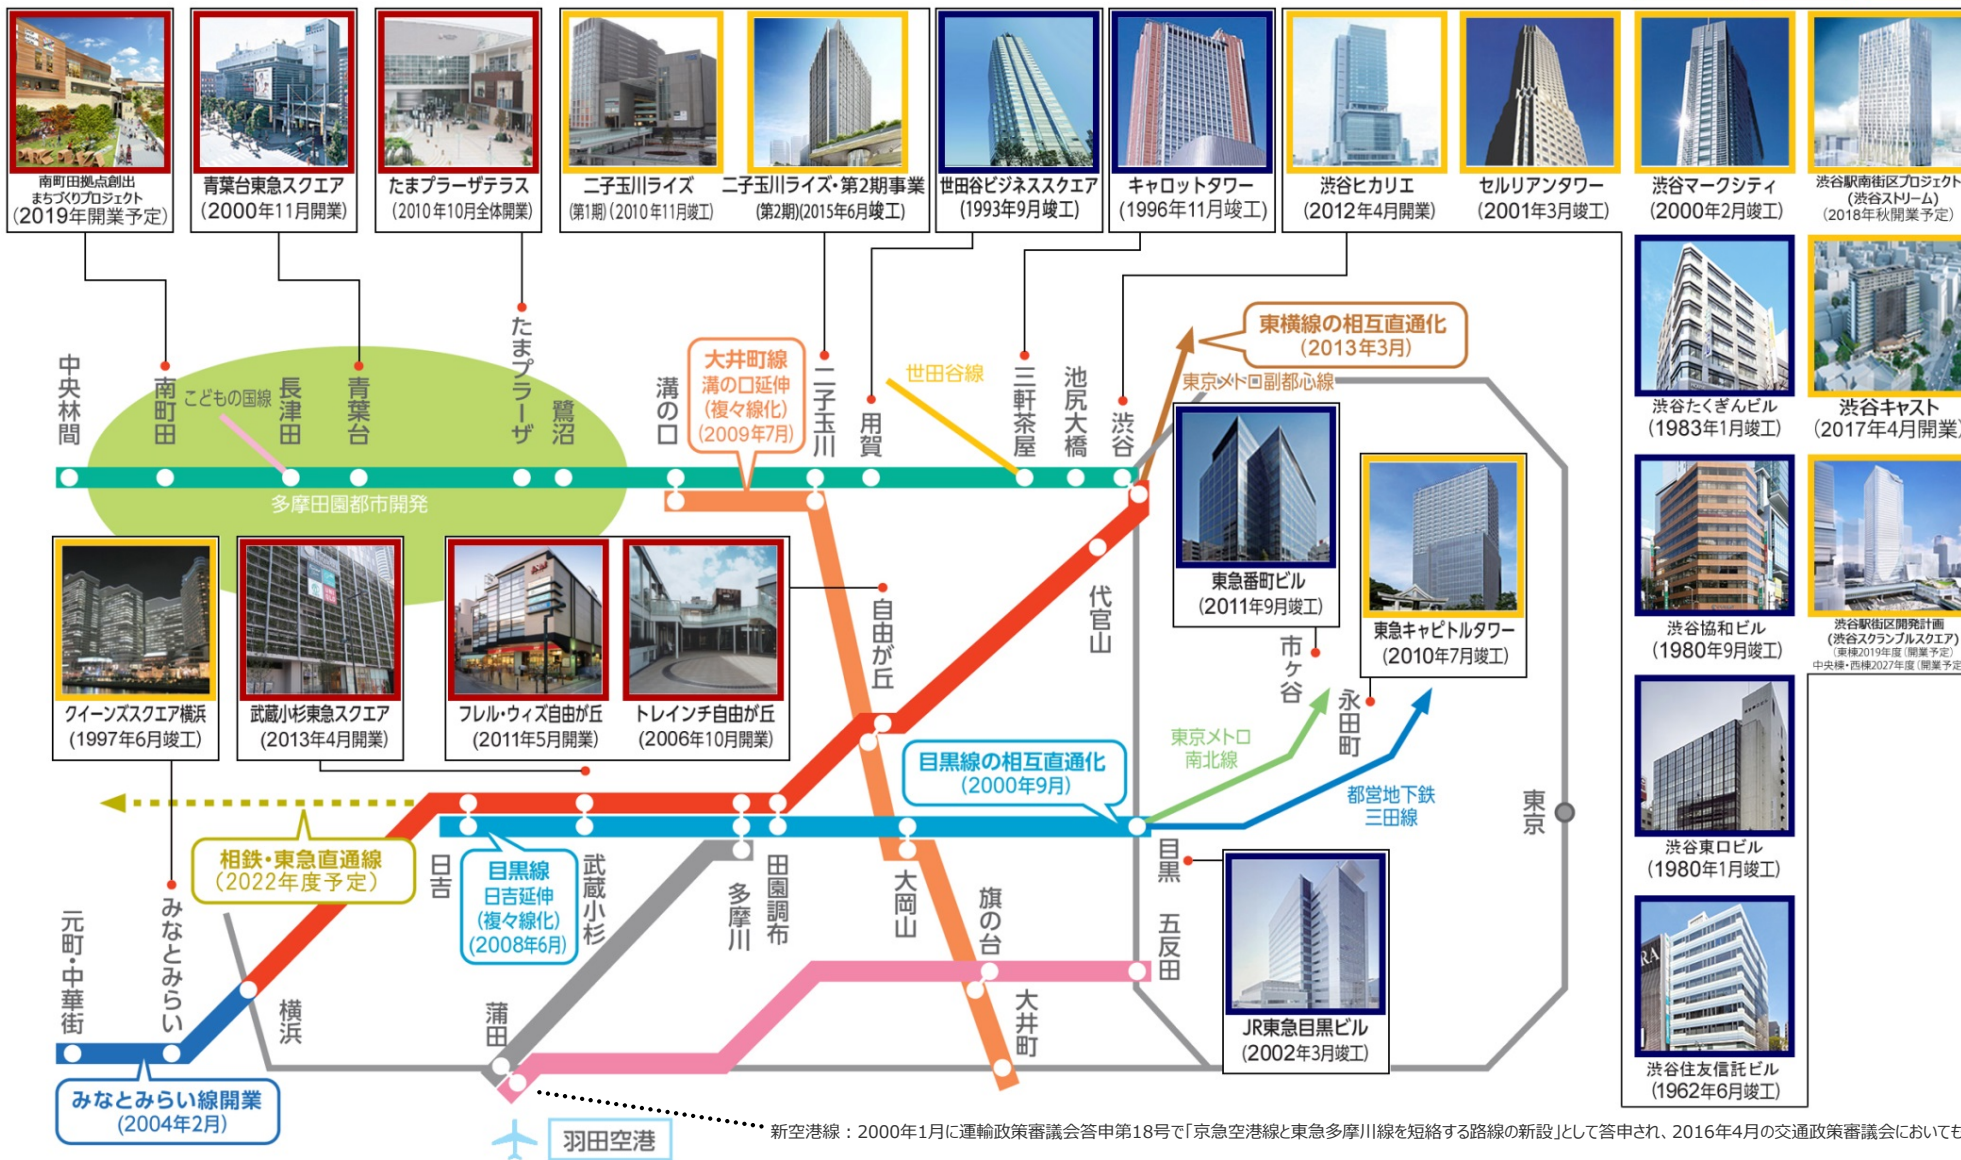 南町田拠点創出
まちづくりプロジェクト
(2019年開業予定)
青葉台東急スクエア
(2000年11月開業)
たまプラーザテラス
(2010年10月全体開業)
二子玉川ライズ
(第1期)(2010年11月竣工)
二子玉川ライズ・第2期事業
(第2期)(2015年6月竣工)
世田谷ビジネススクエア
(1993年9月竣工)
キャロットタワー
(1996年11月竣工)
渋谷ヒカリエ
(2012年4月開業)
セルリアンタワー
(2001年3月竣工)
渋谷マークシティ
(2000年2月竣工)
渋谷駅南街区プロジェクト
(渋谷ストリーム)
(2018年秋開業予定)
渋谷たくぎんビル
(1983年1月竣工)
渋谷キャスト
(2017年4月開業)
渋谷協和ビル
(1980年9月竣工)
渋谷駅街区開発計画
(渋谷スクランブルスクエア)
(東棟2019年度(開業予定)
中央棟・西棟2027年度(開業予定
渋谷東口ビル
(1980年1月竣工)
渋谷住友信託ビル
(1962年6月竣工)
中央林間
南町田
こどもの国線
長津田
青葉台
たまプラーザ
鷺沼
溝の口
大井町線
溝の口延伸
(複々線化)
(2009年7月)
二子玉川
用賀
世田谷線
三軒茶屋
池尻大橋
渋谷
東横線の相互直通化
(2013年3月)
東京メトロ副都心線
多摩田園都市開発
クイーンズスクエア横浜
(1997年6月竣工)
武蔵小杉東急スクエア
(2013年4月開業)
フレル・ウィズ自由が丘
(2011年5月開業)
トレインチ自由が丘
(2006年10月開業)
自由が丘
代官山
東急番町ビル
(2011年9月竣工)
市ヶ谷
東急キャピトルタワー
(2010年7月竣工)
永田町
東京メトロ
南北線
都営地下鉄
三田線
目黒線の相互直通化
(2000年9月)
東京
相鉄・東急直通線
(2022年度予定)
日吉
目黒線
日吉延伸
(複々線化)
(2008年6月)
武蔵小杉
多摩川
田園調布
大岡山
旗の台
目黒
五反田
JR東急目黒ビル
(2002年3月竣工)
元町・中華街
みなとみらい
横浜
蒲田
大井町
みなとみらい線開業
(2004年2月)
羽田空港
新空港線：2000年1月に運輸政策審議会答申第18号で「京急空港線と東急多摩川線を短絡する路線の新設」として答申され、2016年4月の交通政策審議会においても